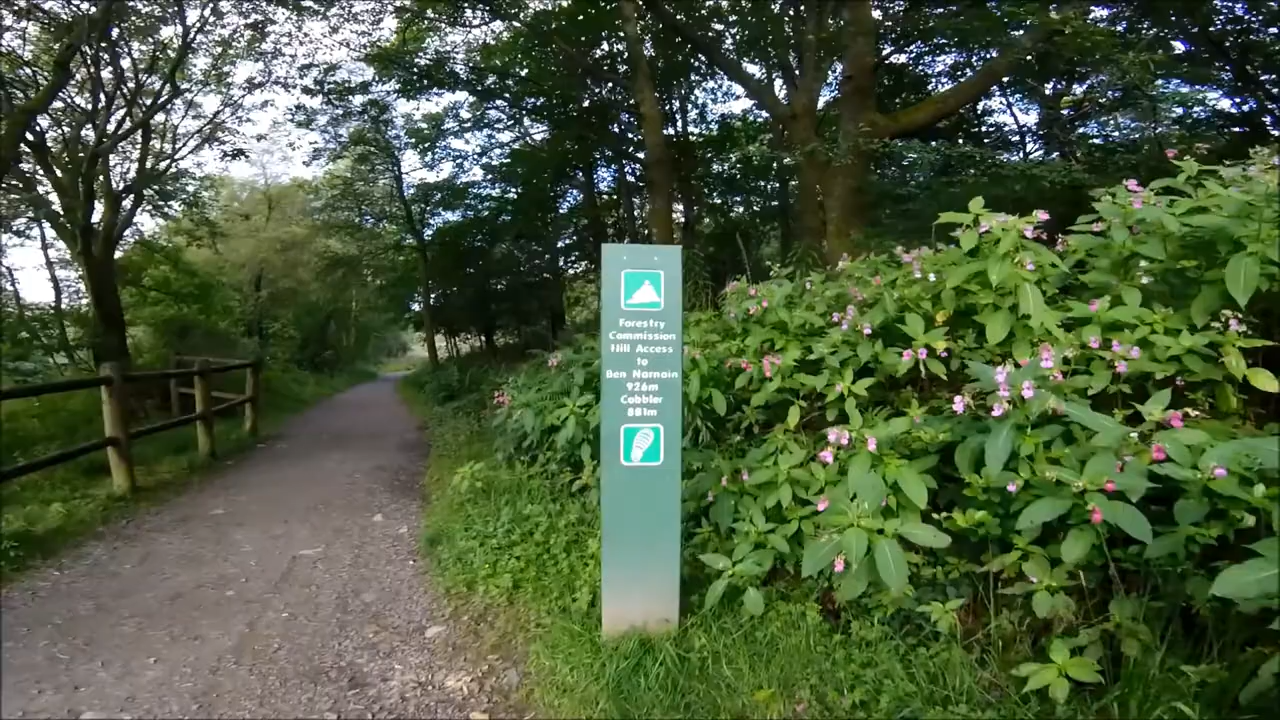 Forestry
Commission
Hill Access
to
Ben Narnain
926m
Cobbler
881m